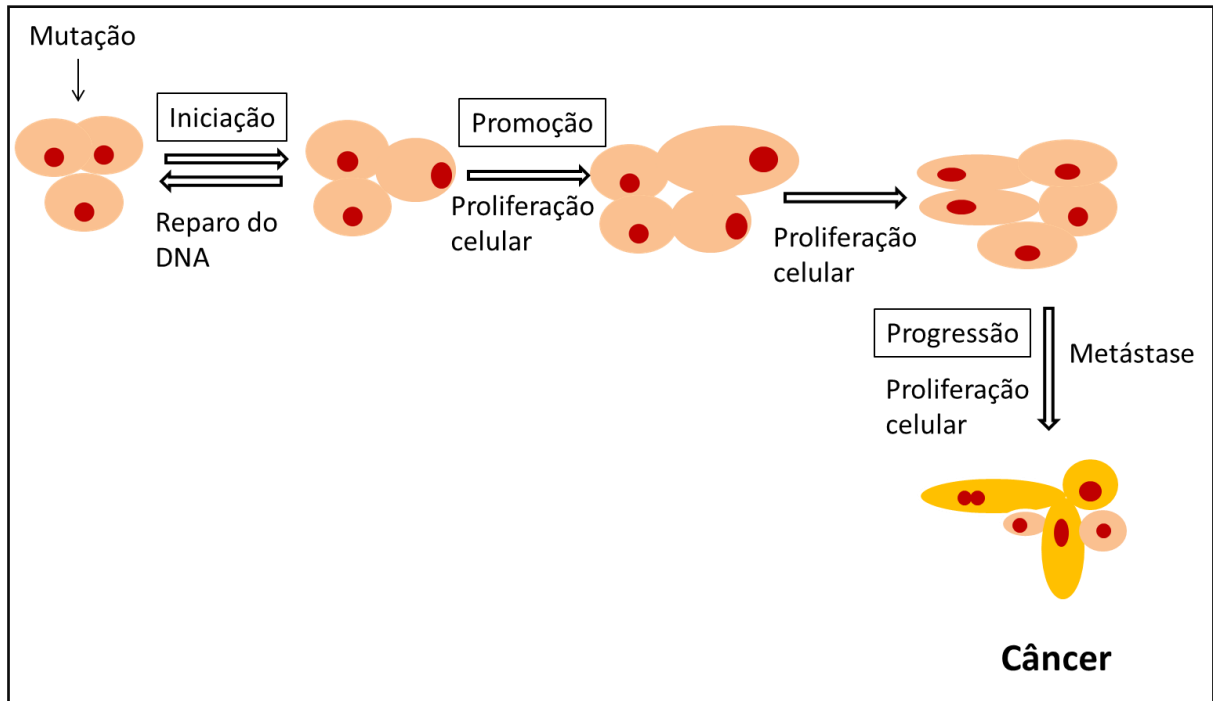 Mutação
Iniciação
Reparo do
DNA
Promoção
Proliferação
celular
Proliferação
celular
Progressão
Proliferação
celular
Metástase
Câncer